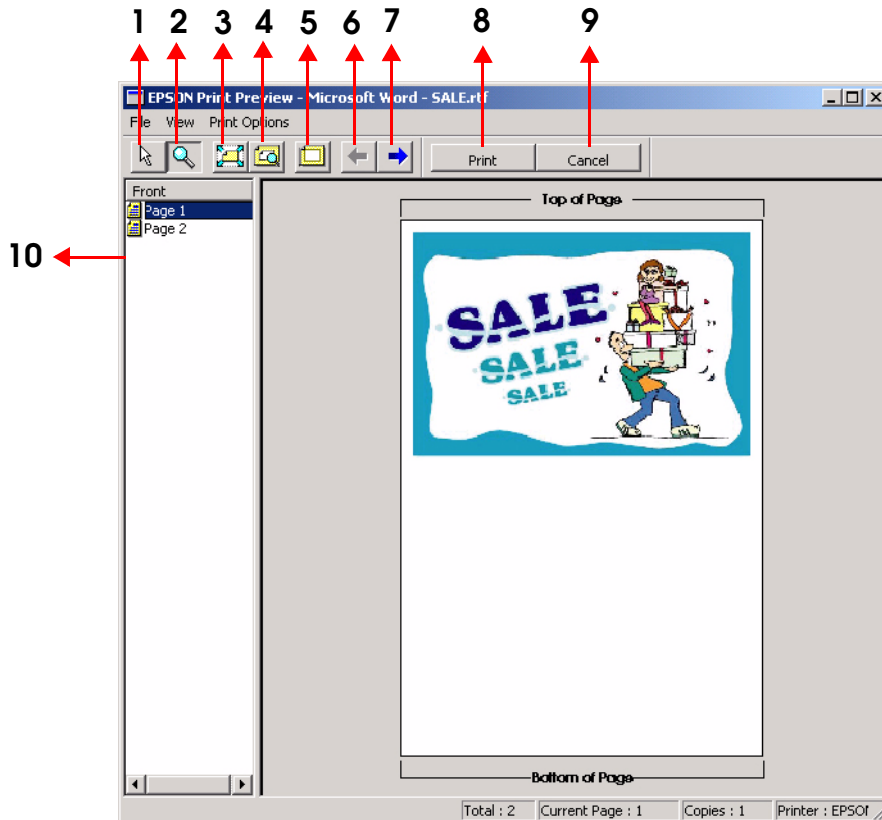 1 2 3 4 5 6 7 8 9
EPSON Print Preview - Microsoft Word - SALE.rtf
File View Print Options
Print Cancel
Front
Page 1
Page 2
10
Top of Page
SALE
SALE
SALE
Bottom of Page
Total : 2 Current Page : 1 Copies : 1 Printer : EPSO